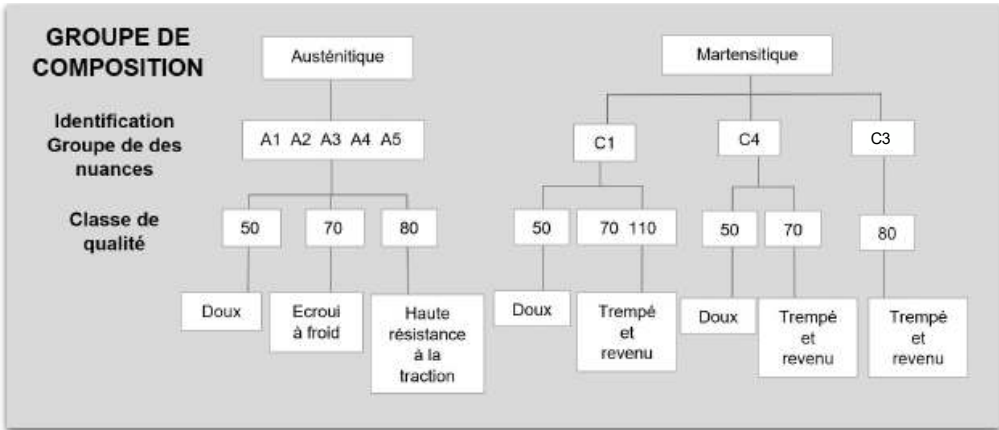 GROUPE DE
COMPOSITION
Austénitique
Martensitique
Identification
Groupe de des
nuances
A1 A2 A3 A4 A5
C1
C4
C3
Classe de
qualité
50
70
80
50
70 110
50
70
80
Doux
Ecroui
à froid
Haute
résistance
à la
traction
Doux
Trempé
et
revenu
Doux
Trempé
et
revenu
Trempé
et
revenu